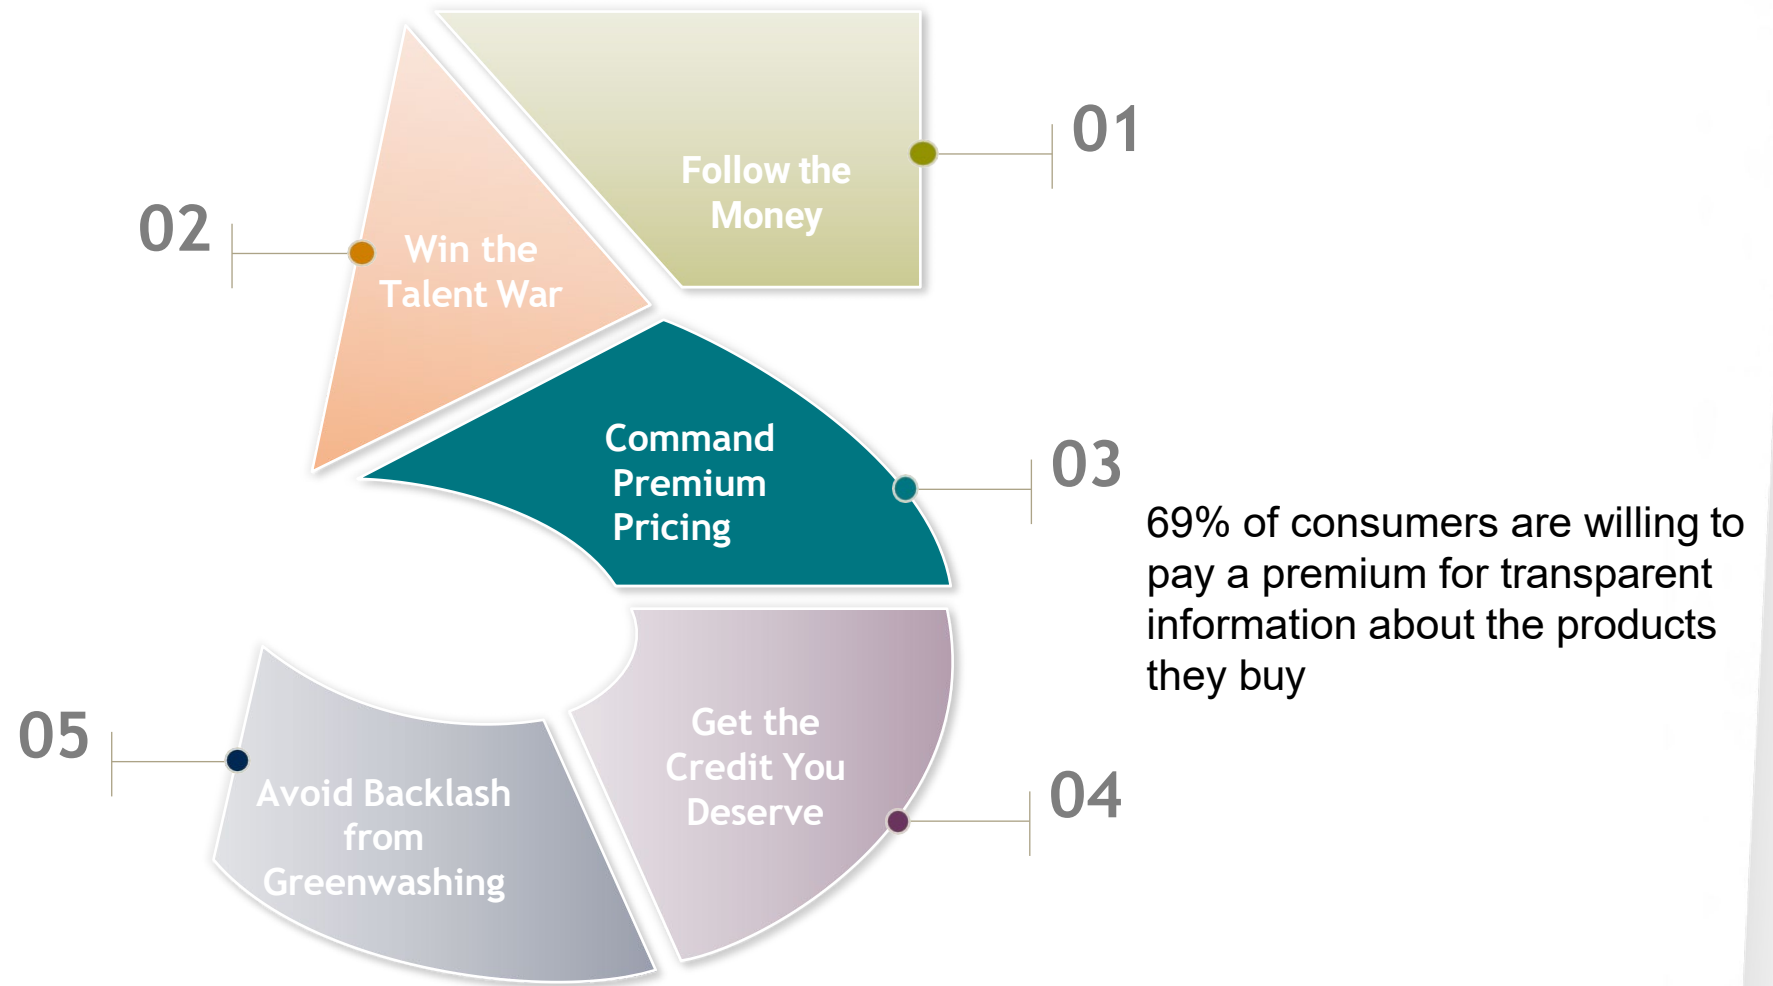 01
Follow the
Money
02
Win the
Talent War
03
Command
Premium
Pricing
69% of consumers are willing to
pay a premium for transparent
information about the products
they buy
04
Get the
Credit You
Deserve
05
Avoid Backlash
from
Greenwashing